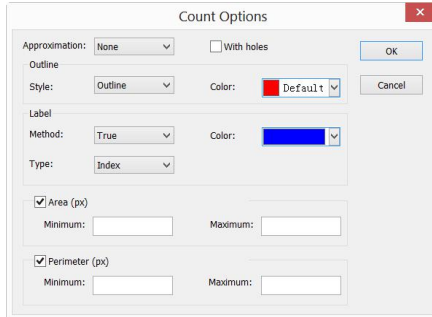 Count Options
Approximation: None With holes OK
Outline
Style: Outline Color: Default Cancel
Label
Method: True Color:
Type: Index
Area (px)
Minimum: Maximum:
Perimeter (px)
Minimum: Maximum: